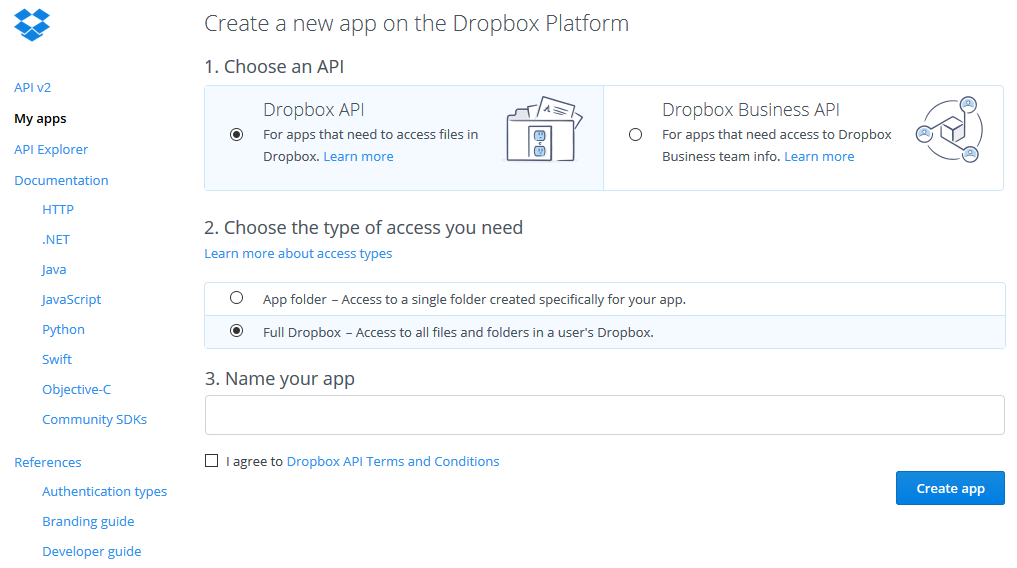 Create a new app on the Dropbox Platform
API v2
My apps
API Explorer
Documentation
HTTP
.NET
Java
JavaScript
Python
Swift
Objective-C
Community SDKs
References
Authentication types
Branding guide
Developer guide
1. Choose an API
Dropbox API
For apps that need to access files in
Dropbox. Learn more
Dropbox Business API
For apps that need access to Dropbox
Business team info. Learn more
2. Choose the type of access you need
Learn more about access types
App folder – Access to a single folder created specifically for your app.
Full Dropbox – Access to all files and folders in a user's Dropbox.
3. Name your app
I agree to Dropbox API Terms and Conditions
Create app